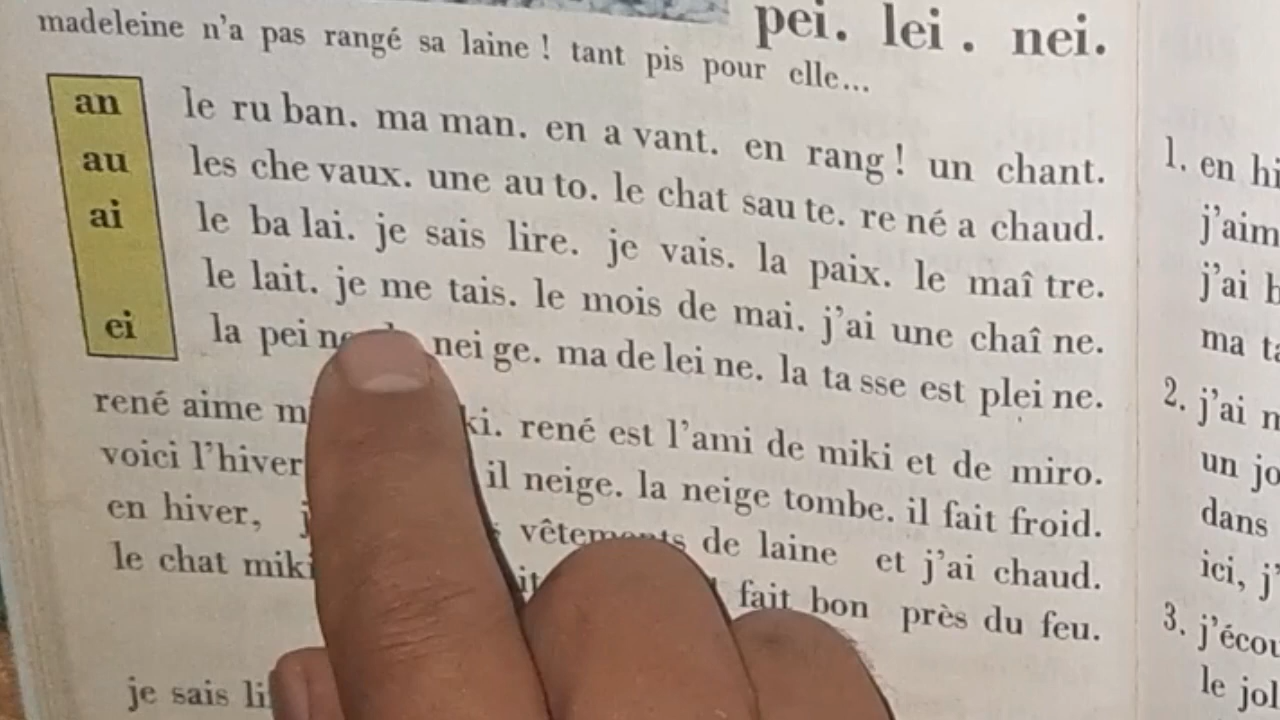 pei. lei. nei.
madeleine n'a pas rangé sa laine ! tant pis pour elle...
an le ru ban. ma man. en a vant. en rang ! un chant.
au les che vaux. une au to. le chat sau te. re né a chaud.
ai le ba lai. je sais lire. je vais. la paix. le maî tre.
le lait. je me tais. le mois de mai. j'ai une chaî ne.
ei la pei ne nei ge. ma de lei ne. la ta sse est plei ne.
rené aime ki. rené est l'ami de miki et de miro.
voici l'hiver il neige. la neige tombe. il fait froid.
en hiver, vêtements de laine et j'ai chaud.
le chat miki fait bon près du feu.
je sais
1. en
j'ai
ma
2. j'ai
un
dans
ici,
3.
le